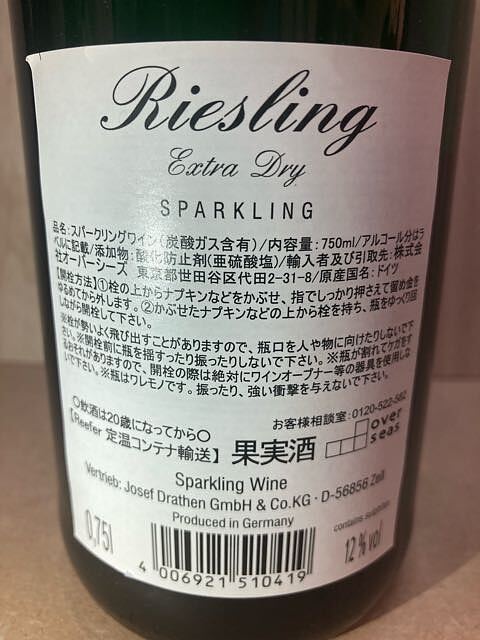 Riesling
Extra Dry
SPARKLING
品名:スパークリングワイン(炭酸ガス含有)/内容量:750ml/アルコール分はラ
ベルに記載/添加物:酸化防止剤(亜硫酸塩)/輸入者及び引取先:株式会
社オーバーシーズ 東京都世田谷区代田2-31-8/原産国名:ドイツ
【開栓方法】①栓の上からナプキンなどをかぶせ、指でしっかり押さえて留め金を
ゆるめてから外します。②かぶせたナプキンなどの上から栓を持ち、瓶をゆっくり回
しながら開栓して下さい。
※栓が勢いよく飛び出すことがありますので、瓶口を人や物に向けたりしないで下
さい。※開栓前に瓶を揺すったり振ったりしないで下さい。※瓶が割れてケガをす
るおそれがありますので、開栓の際は絶対にワインオープナー等の器具を使用しな
いで下さい。※瓶はワレモノです。振ったり、強い衝撃を与えないで下さい。
〇飲酒は20歳になってから〇
お客様相談室:0120-522-582
【Reefer 定温コンテナ輸送】
果実酒
over
seas
Sparkling Wine
Vertrieb: Josef Drathen GmbH & Co.KG · D-56856 Zell
Produced in Germany
contains sulphites
0,75l
12 % vol
4 006921 510419